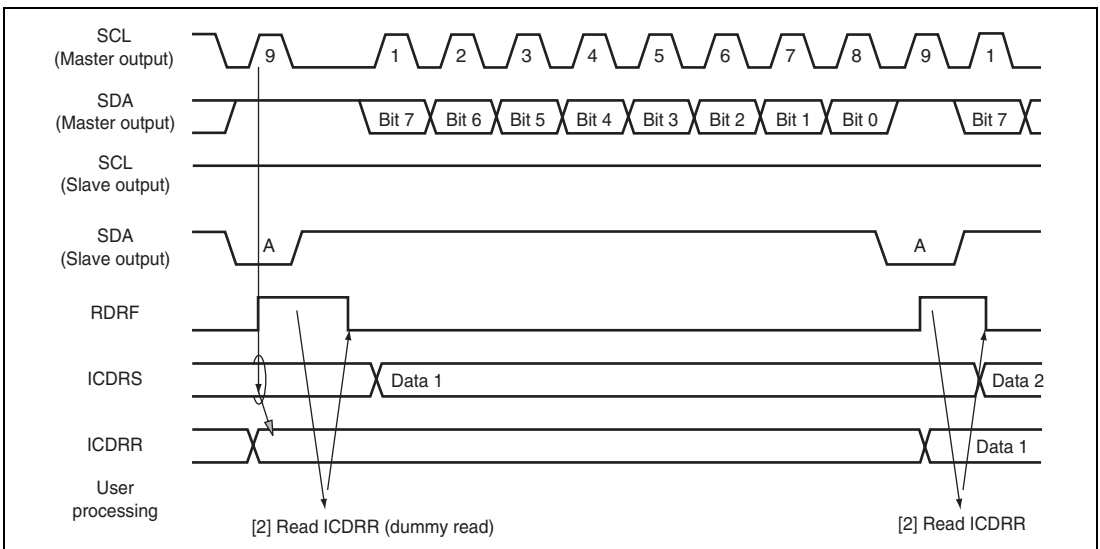 SCL
(Master output)
9 1 2 3 4 5 6 7 8 9 1
SDA
(Master output)
Bit 7 Bit 6 Bit 5 Bit 4 Bit 3 Bit 2 Bit 1 Bit 0 Bit 7
SCL
(Slave output)
SDA
(Slave output)
A A
RDRF
ICDRS
Data 1 Data 2
ICDRR
Data 1
User
processing
[2] Read ICDRR (dummy read) [2] Read ICDRR